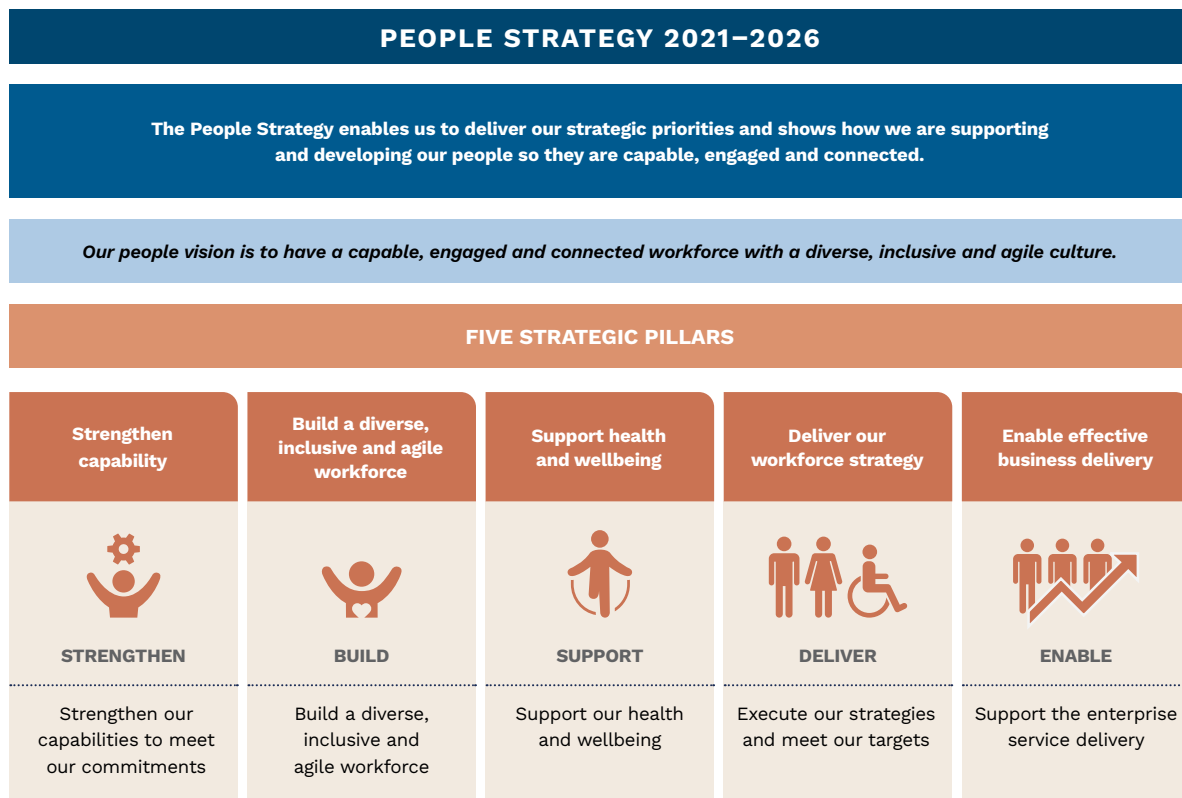 PEOPLE STRATEGY 2021–2026
The People Strategy enables us to deliver our strategic priorities and shows how we are supporting
and developing our people so they are capable, engaged and connected.
Our people vision is to have a capable, engaged and connected workforce with a diverse, inclusive and agile culture.
FIVE STRATEGIC PILLARS
Strengthen
capability
STRENGTHEN
Strengthen our
capabilities to meet
our commitments
Build a diverse,
inclusive and agile
workforce
BUILD
Build a diverse,
inclusive and
agile workforce
Support health
and wellbeing
SUPPORT
Support our health
and wellbeing
Deliver our
workforce strategy
DELIVER
Execute our strategies
and meet our targets
Enable effective
business delivery
ENABLE
Support the enterprise
service delivery